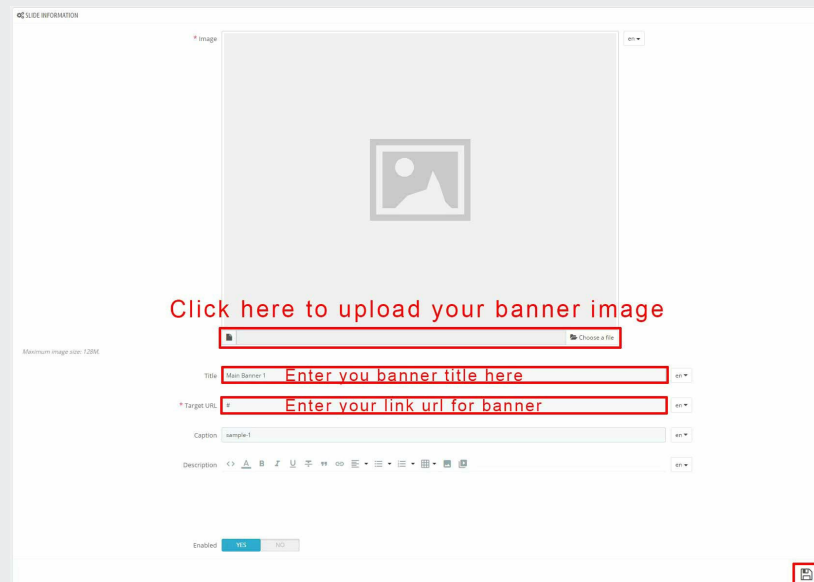 SLIDE INFORMATION
* Image
en
Click here to upload your banner image
Choose a file
Maximum image size: 128M.
Title Main Banner 1 Enter you banner title here en
* Target URL # Enter your link url for banner en
Caption sample-1 en
Description <> A B I U T en
Enabled YES NO